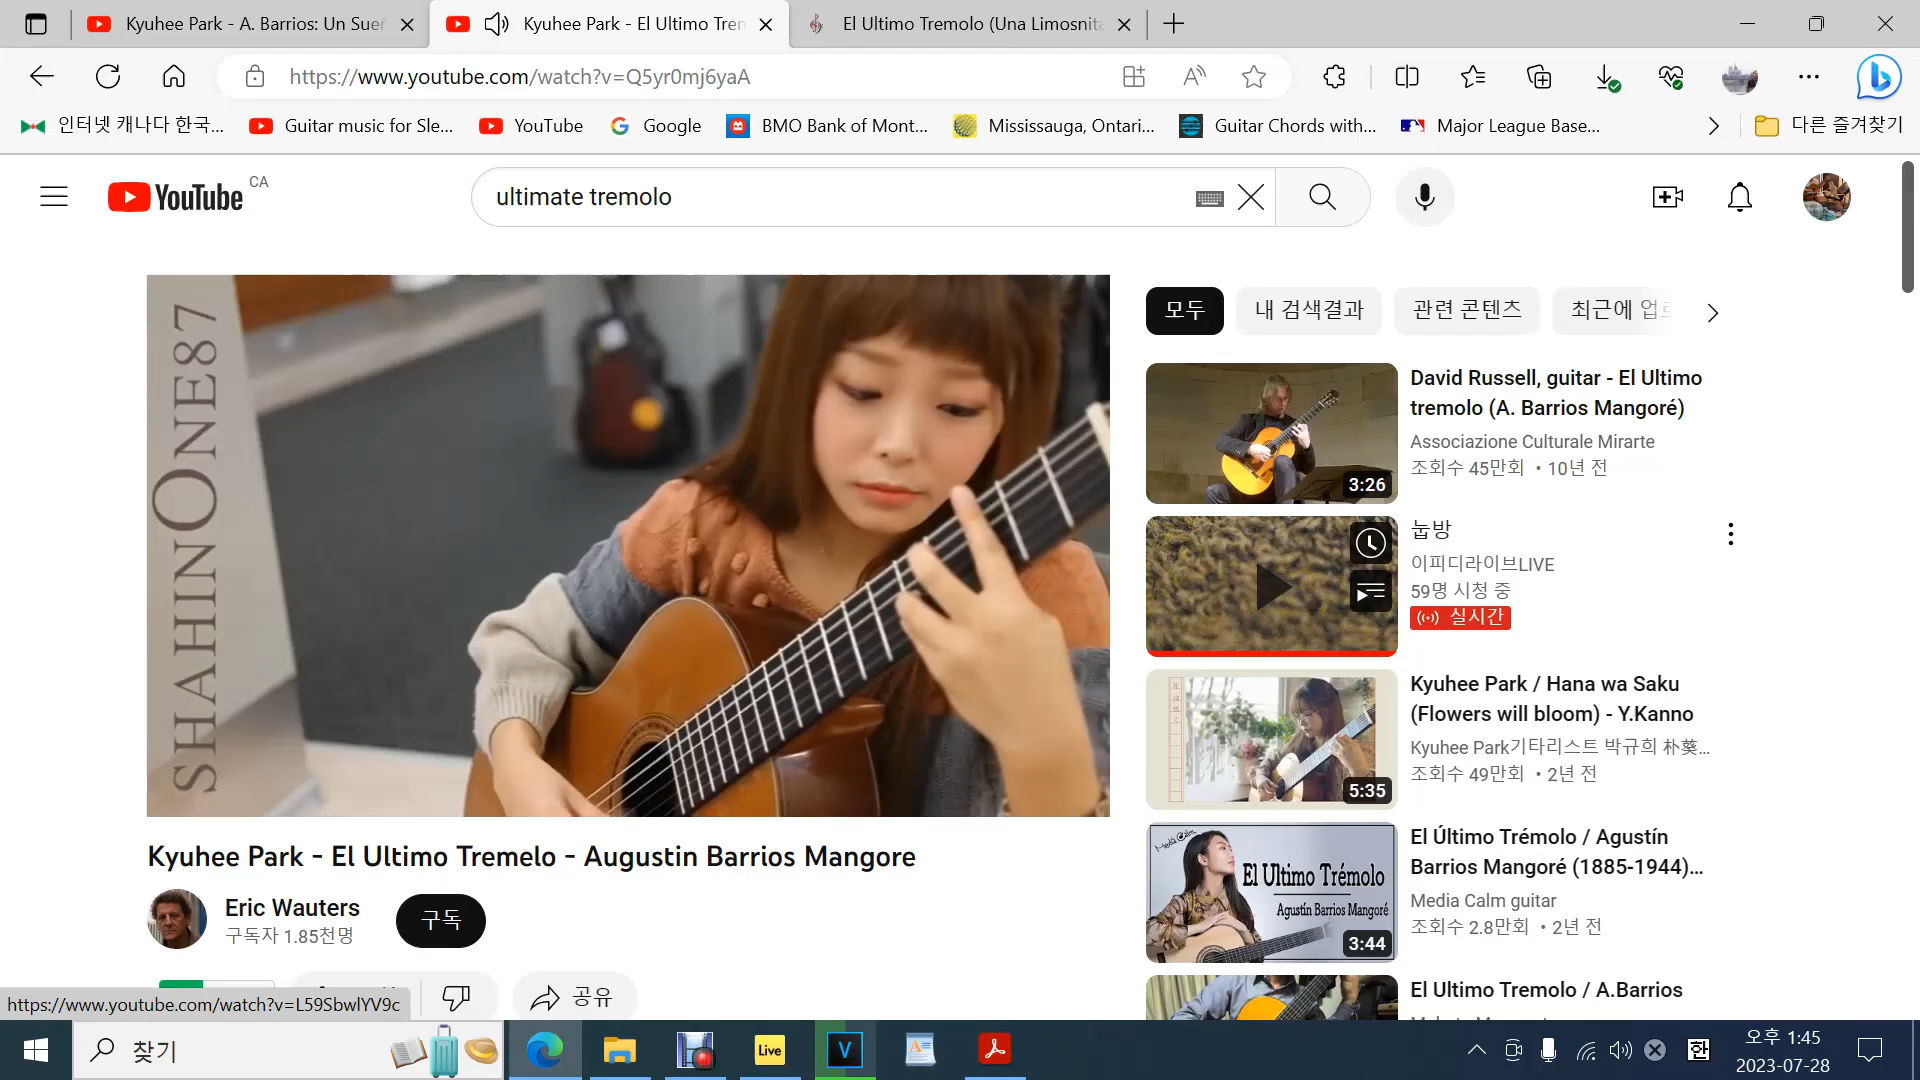 Kyuhee Park - A. Barrios: Un Sueñ
Kyuhee Park - El Ultimo Trem
El Ultimo Tremolo (Una Limosnita
https://www.youtube.com/watch?v=Q5yr0mj6yaA
인터넷 캐나다 한국...
Guitar music for Sle...
YouTube
Google
BMO Bank of Mont...
Mississauga, Ontari...
Guitar Chords with...
Major League Base...
다른 즐겨찾기
YouTube CA
ultimate tremolo
SHAHINONE87
모두
내 검색결과
관련 콘텐츠
최근에 업로
David Russell, guitar - El Ultimo
tremolo (A. Barrios Mangoré)
Associazione Culturale Mirarte
조회수 45만회 • 10년 전
3:26
눕방
이피디라이브LIVE
59명 시청 중
실시간
Kyuhee Park / Hana wa Saku
(Flowers will bloom) - Y.Kanno
Kyuhee Park기타리스트 박규희 朴葵...
조회수 49만회 • 2년 전
5:35
Media Calm
El Ultimo Trémolo
Agustín Barrios Mangoré
3:44
El Último Trémolo / Agustín
Barrios Mangoré (1885-1944)...
Media Calm guitar
조회수 2.8만회 • 2년 전
El Ultimo Tremolo / A.Barrios
Kyuhee Park - El Ultimo Tremelo - Augustin Barrios Mangore
Eric Wauters
구독자 1.85천명
구독
공유
https://www.youtube.com/watch?v=L59SbwlYV9c
찾기
Live
V
한
오후 1:45
2023-07-28